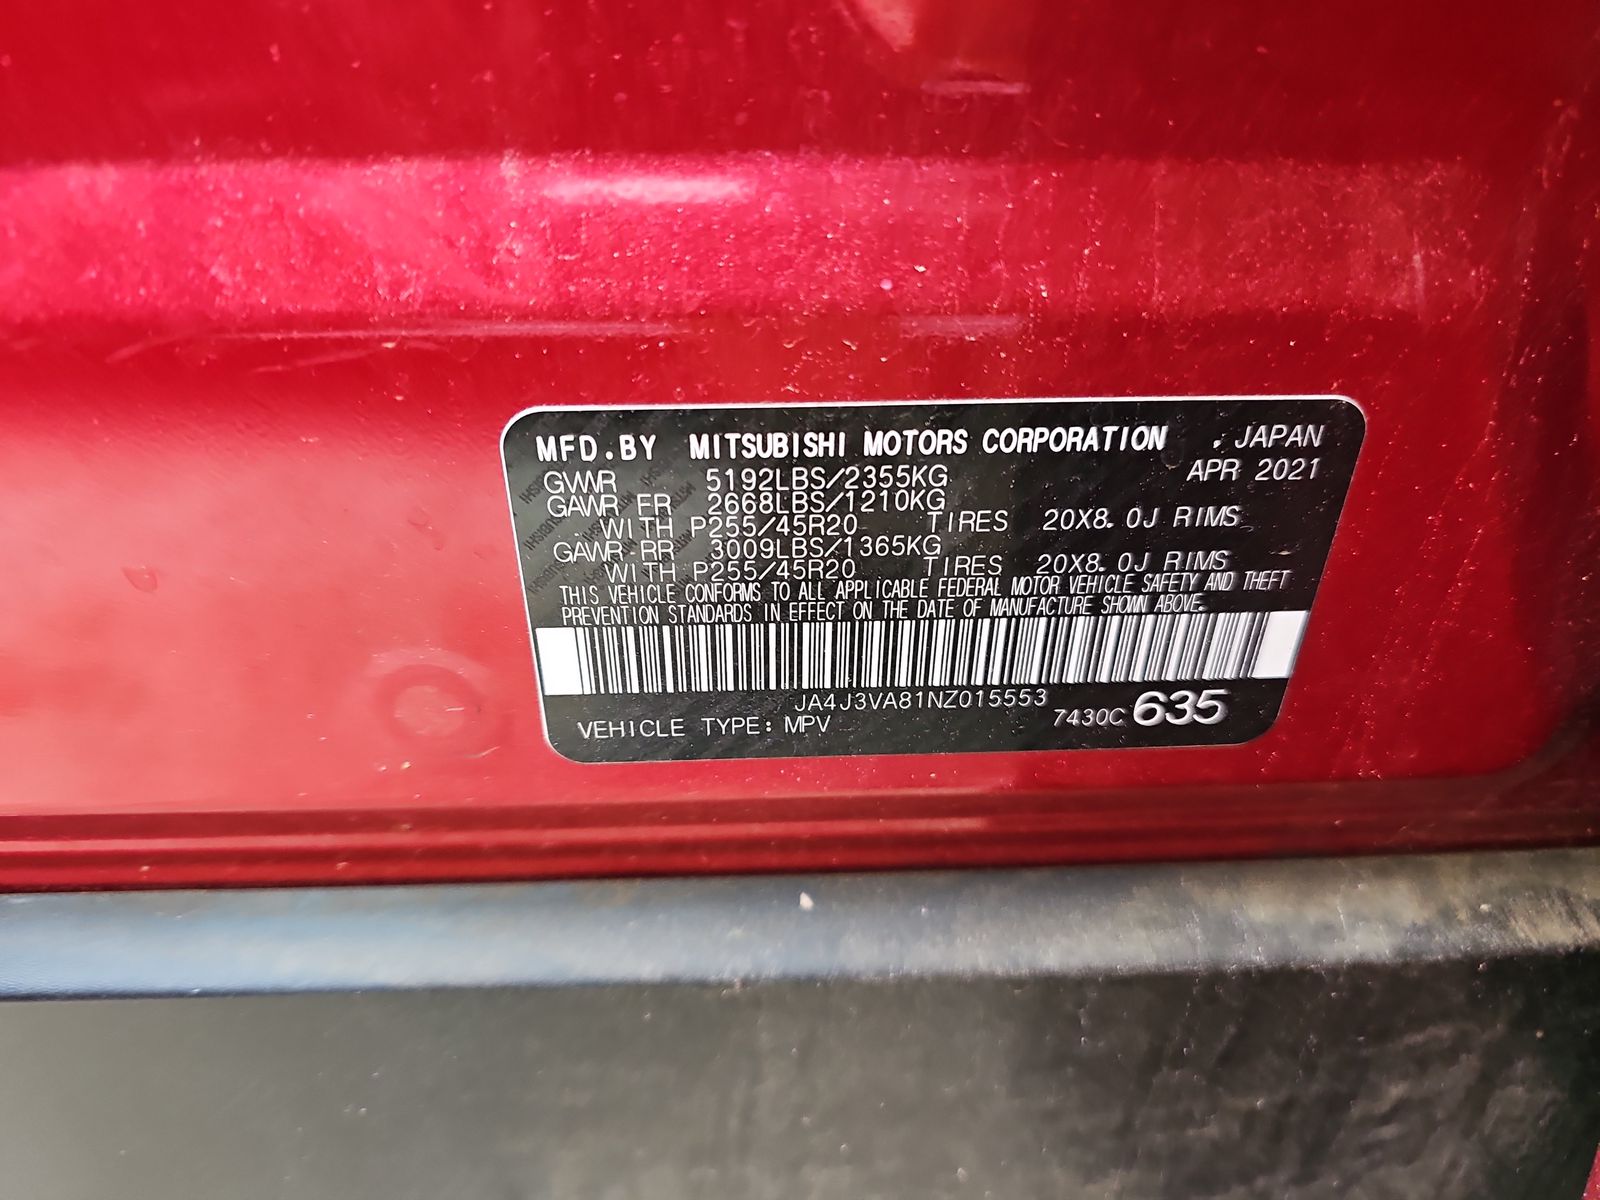 MFD.BY MITSUBISHI MOTORS CORPORATION , JAPAN
APR 2021
GVWR 5192LBS/2355KG
GAWR FR 2668LBS/1210KG
WITH P255/45R20 TIRES 20X8.0J RIMS
GAWR RR 3009LBS/1365KG
WITH P255/45R20 TIRES 20X8.0J RIMS
THIS VEHICLE CONFORMS TO ALL APPLICABLE FEDERAL MOTOR VEHICLE SAFETY AND THEFT
PREVENTION STANDARDS IN EFFECT ON THE DATE OF MANUFACTURE SHOWN ABOVE.
JA4J3VA81NZ015553
VEHICLE TYPE: MPV 7430C 635